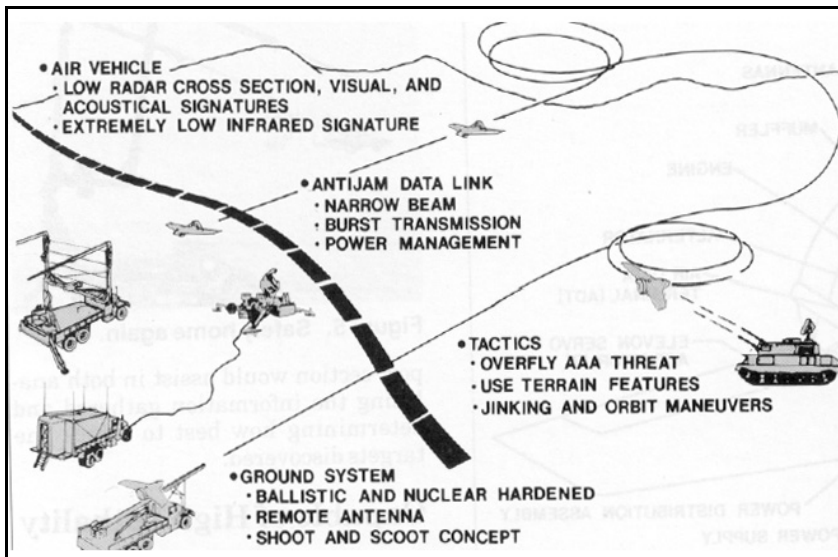 • AIR VEHICLE
· LOW RADAR CROSS SECTION, VISUAL, AND
ACOUSTICAL SIGNATURES
· EXTREMELY LOW INFRARED SIGNATURE
• ANTIJAM DATA LINK
· NARROW BEAM
· BURST TRANSMISSION
· POWER MANAGEMENT
• TACTICS
· OVERFLY AAA THREAT
· USE TERRAIN FEATURES
· JINKING AND ORBIT MANEUVERS
• GROUND SYSTEM
· BALLISTIC AND NUCLEAR HARDENED
· REMOTE ANTENNA
· SHOOT AND SCOOT CONCEPT